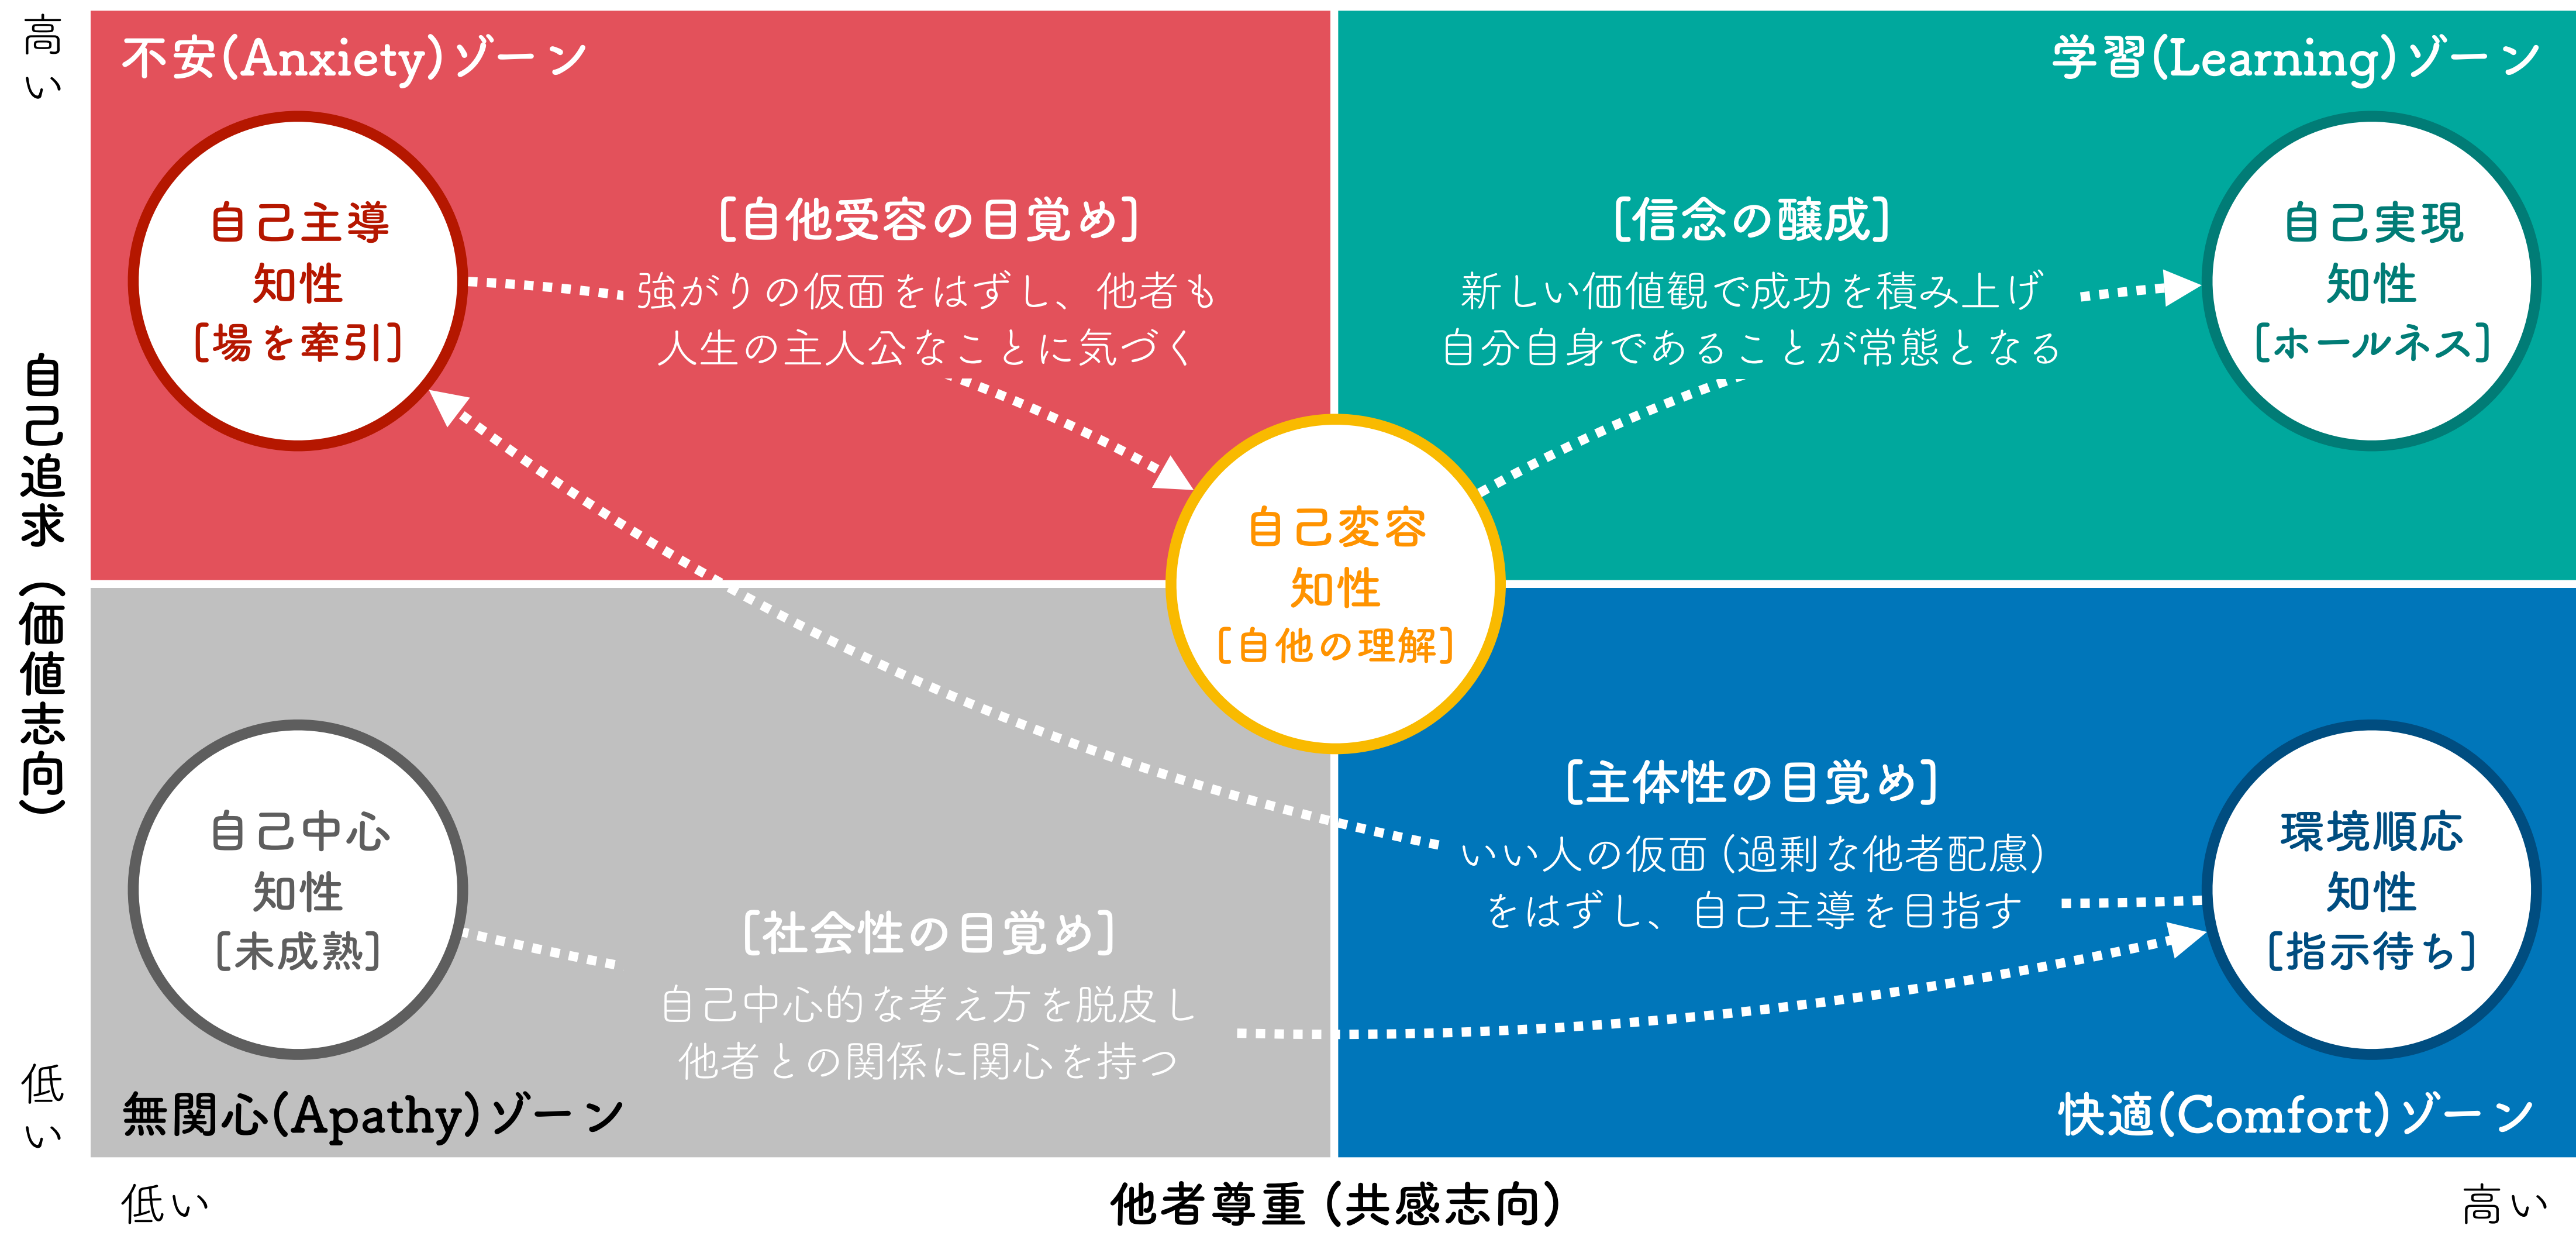 高い
不安(Anxiety)ゾーン
学習(Learning)ゾーン
自己主導
知性
[場を牽引]
[自他受容の目覚め]
強がりの仮面をはずし、他者も
人生の主人公なことに気づく
[信念の醸成]
新しい価値観で成功を積み上げ
自分自身であることが常態となる
自己実現
知性
[ホールネス]
自己追求(価値志向)
自己変容
知性
[自他の理解]
自己中心
知性
[未成熟]
[社会性の目覚め]
自己中心的な考え方を脱皮し
他者との関係に関心を持つ
[主体性の目覚め]
いい人の仮面(過剰な他者配慮)
をはずし、自己主導を目指す
環境順応
知性
[指示待ち]
低い
無関心(Apathy)ゾーン
快適(Comfort)ゾーン
低い
他者尊重(共感志向)
高い